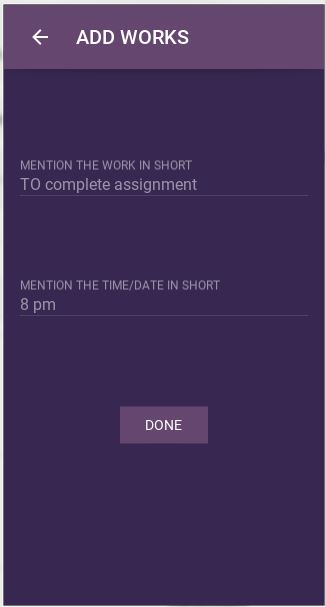 ADD WORKS
MENTION THE WORK IN SHORT
TO complete assignment
MENTION THE TIME/DATE IN SHORT
8 pm
DONE